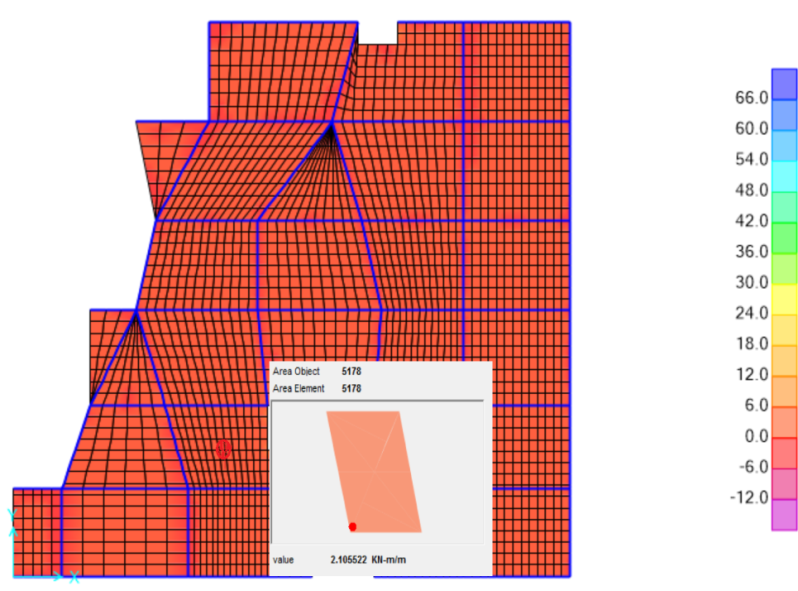 Area Object 5178
Area Element 5178
value 2.105522 KN-m/m
66.0
60.0
54.0
48.0
42.0
36.0
30.0
24.0
18.0
12.0
6.0
0.0
-6.0
-12.0
Y
X